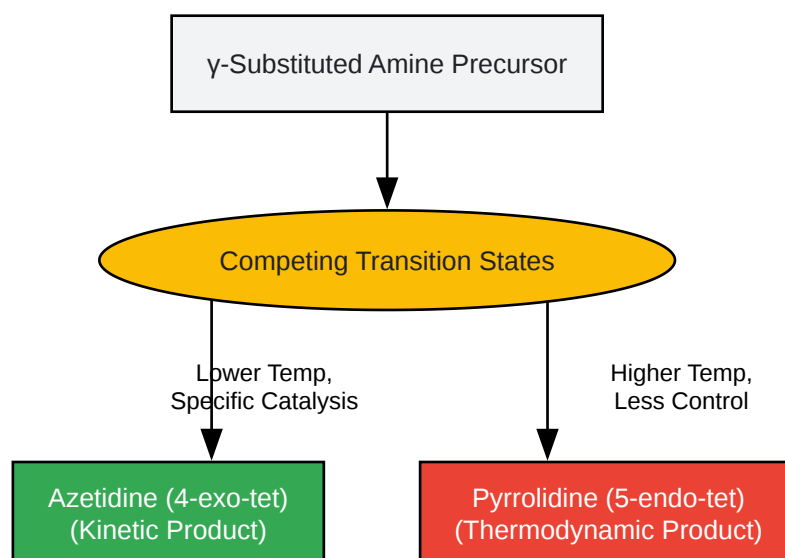 γ-Substituted Amine Precursor
Competing Transition States
Lower Temp,
Specific Catalysis
Higher Temp,
Less Control
Azetidine (4-exo-tet)
(Kinetic Product)
Pyrrolidine (5-endo-tet)
(Thermodynamic Product)